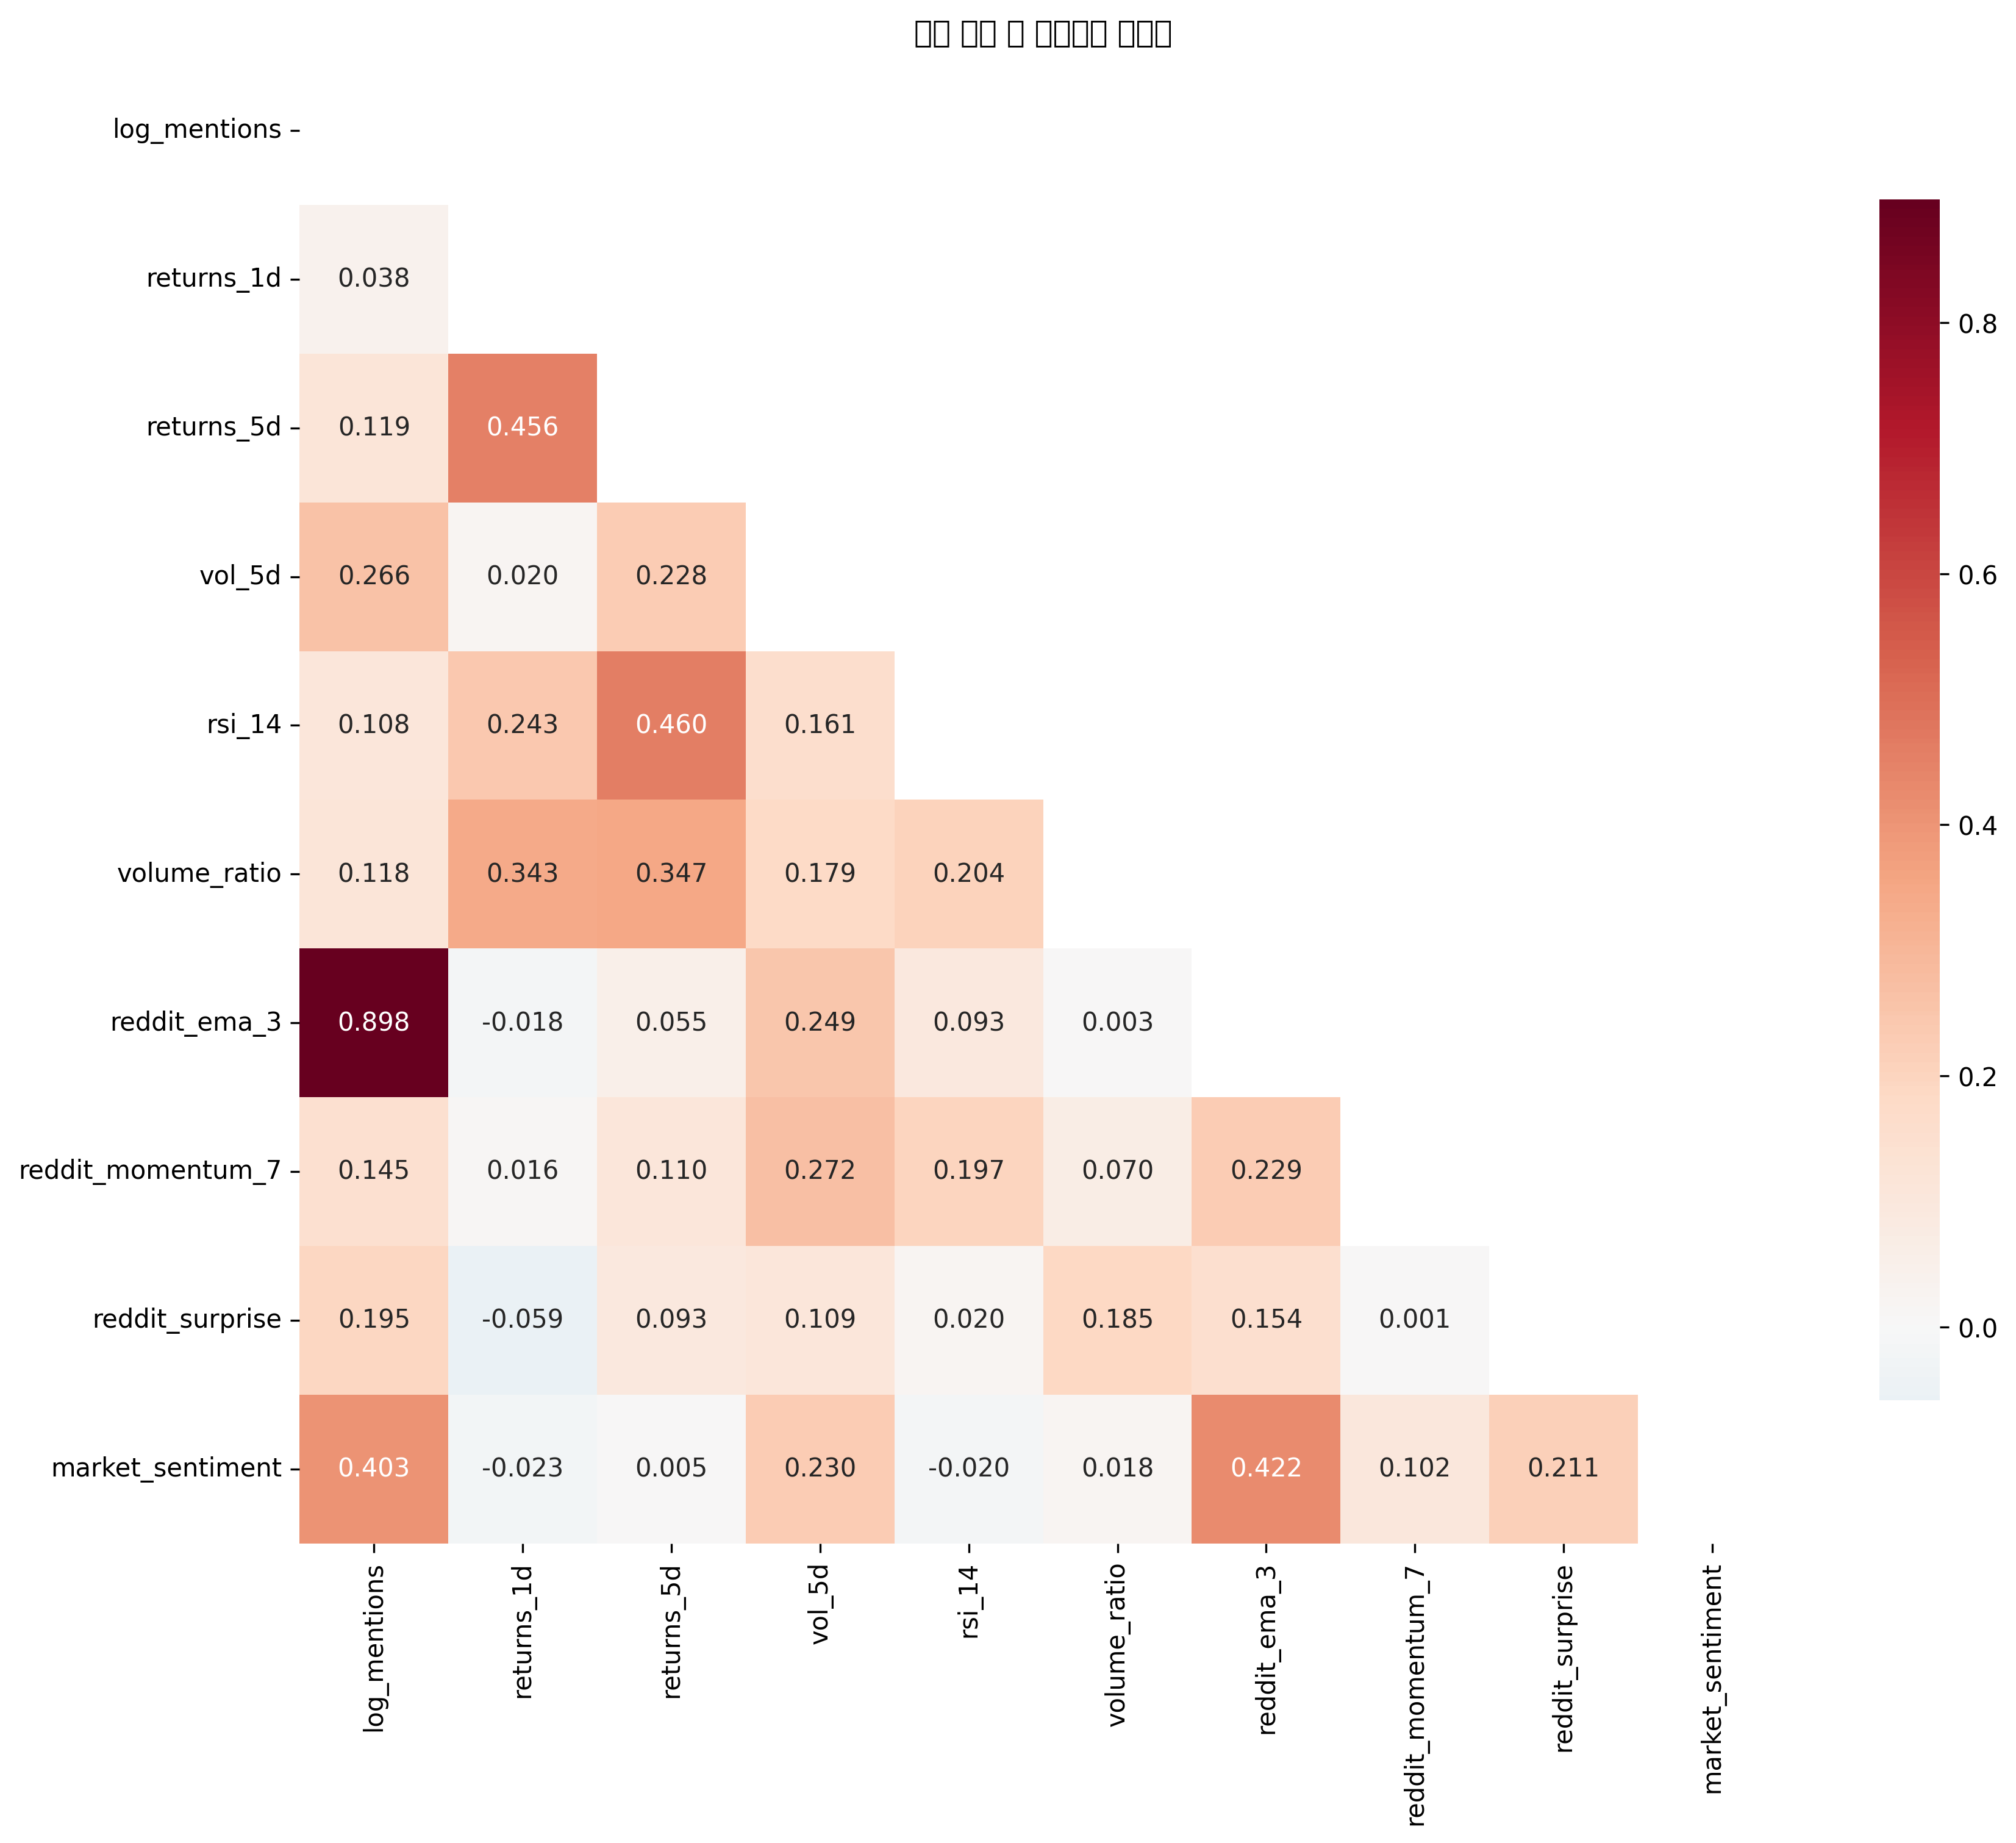 log_mentions
returns_1d 0.038
returns_5d 0.119 0.456
vol_5d 0.266 0.020 0.228
rsi_14 0.108 0.243 0.460 0.161
volume_ratio 0.118 0.343 0.347 0.179 0.204
reddit_ema_3 0.898 -0.018 0.055 0.249 0.093 0.003
reddit_momentum_7 0.145 0.016 0.110 0.272 0.197 0.070 0.229
reddit_surprise 0.195 -0.059 0.093 0.109 0.020 0.185 0.154 0.001
market_sentiment 0.403 -0.023 0.005 0.230 -0.020 0.018 0.422 0.102 0.211
log_mentions
returns_1d
returns_5d
vol_5d
rsi_14
volume_ratio
reddit_ema_3
reddit_momentum_7
reddit_surprise
market_sentiment
0.8
0.6
0.4
0.2
0.0